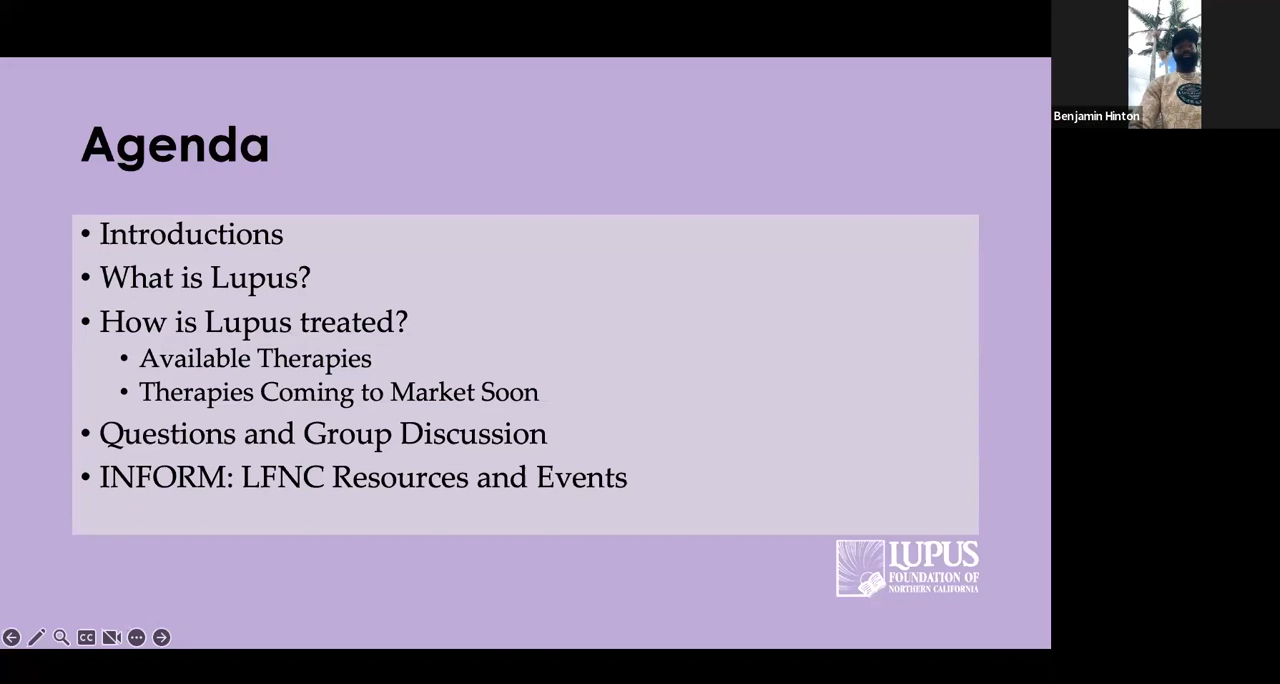 Agenda
• Introductions
• What is Lupus?
• How is Lupus treated?
• Available Therapies
• Therapies Coming to Market Soon
• Questions and Group Discussion
• INFORM: LFNC Resources and Events
LUPUS
FOUNDATION OF
NORTHERN CALIFORNIA
CC
Benjamin Hinton